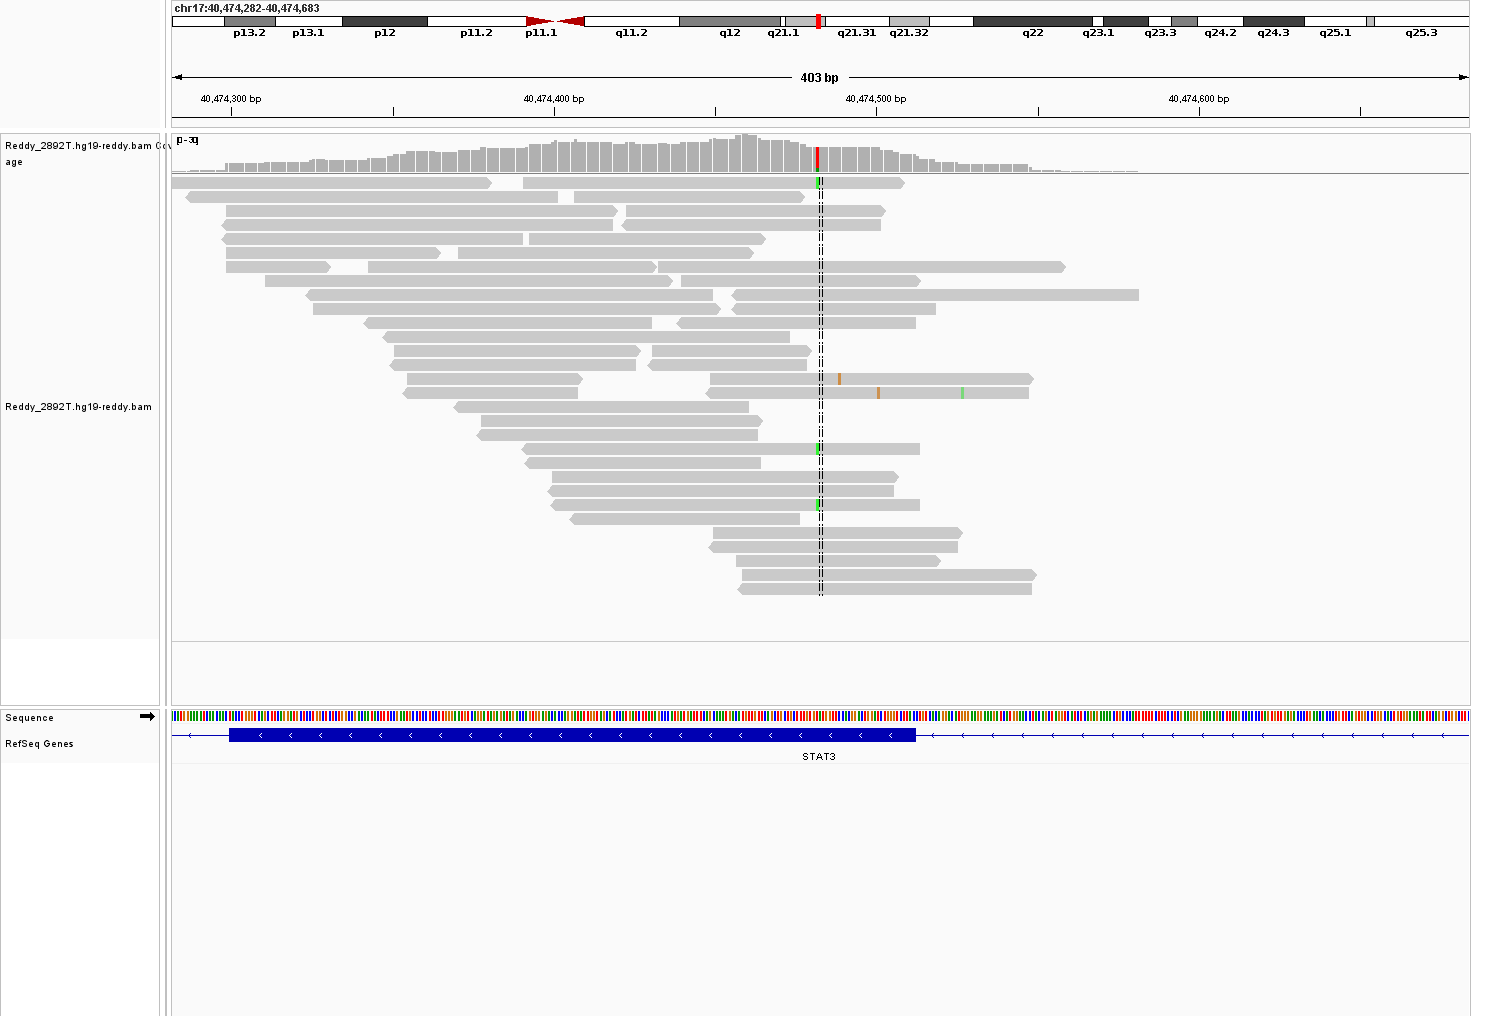 chr17:40,474,282-40,474,683
p13.2 p13.1 p12 p11.2 p11.1 q11.2 q12 q21.1 q21.31 q21.32 q22 q23.1 q23.3 q24.2 q24.3 q25.1 q25.3
403 bp
40,474,300 bp 40,474,400 bp 40,474,500 bp 40,474,600 bp
Reddy_2892T.hg19-reddy.bam Cov
age
Reddy_2892T.hg19-reddy.bam
Sequence
RefSeq Genes
STAT3